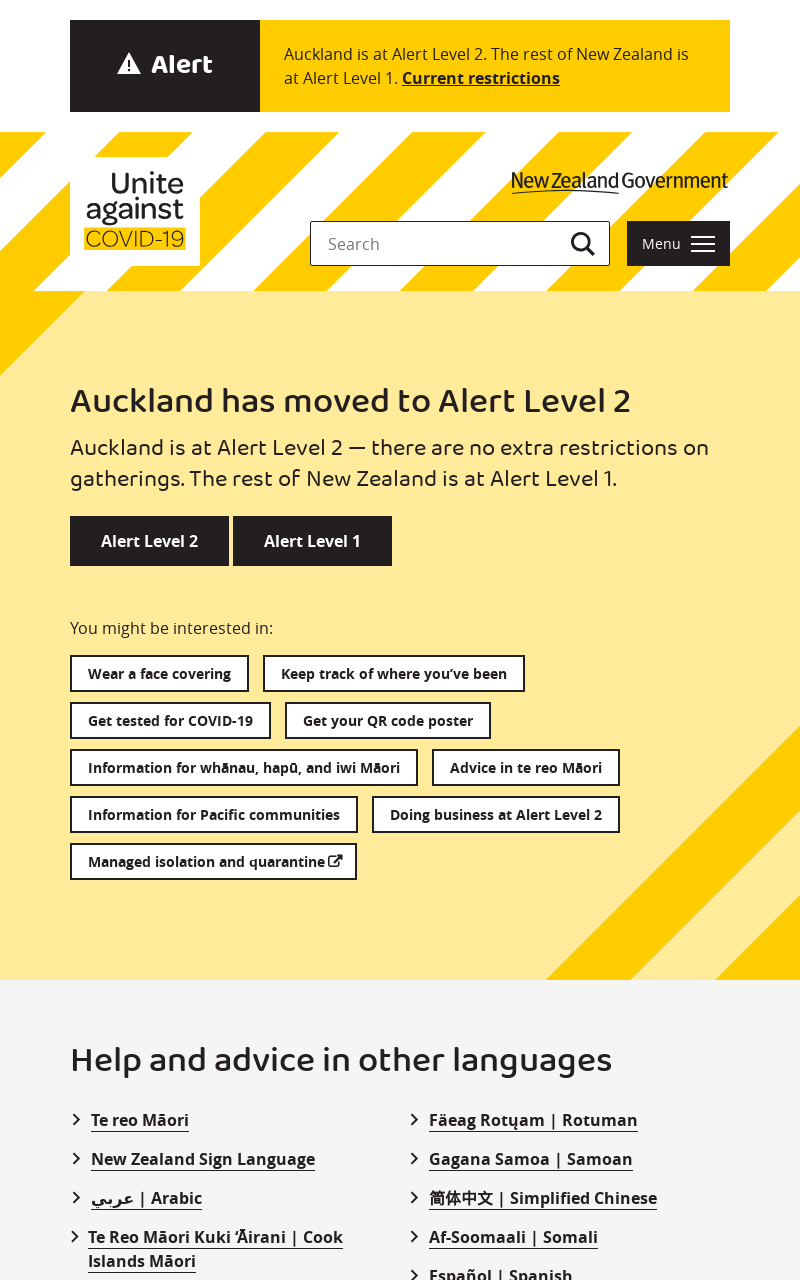 Alert
Auckland is at Alert Level 2. The rest of New Zealand is
at Alert Level 1. Current restrictions
Unite
against
COVID-19
New Zealand Government
Search
Menu
Auckland has moved to Alert Level 2
Auckland is at Alert Level 2 — there are no extra restrictions on
gatherings. The rest of New Zealand is at Alert Level 1.
Alert Level 2
Alert Level 1
You might be interested in:
Wear a face covering
Keep track of where you’ve been
Get tested for COVID-19
Get your QR code poster
Information for whānau, hapū, and iwi Māori
Advice in te reo Māori
Information for Pacific communities
Doing business at Alert Level 2
Managed isolation and quarantine
Help and advice in other languages
Te reo Māori
Fäeag Rotųam | Rotuman
New Zealand Sign Language
Gagana Samoa | Samoan
عربي | Arabic
简体中文 | Simplified Chinese
Te Reo Māori Kuki ‘Āirani | Cook
Islands Māori
Af-Soomaali | Somali
Español | Spanish